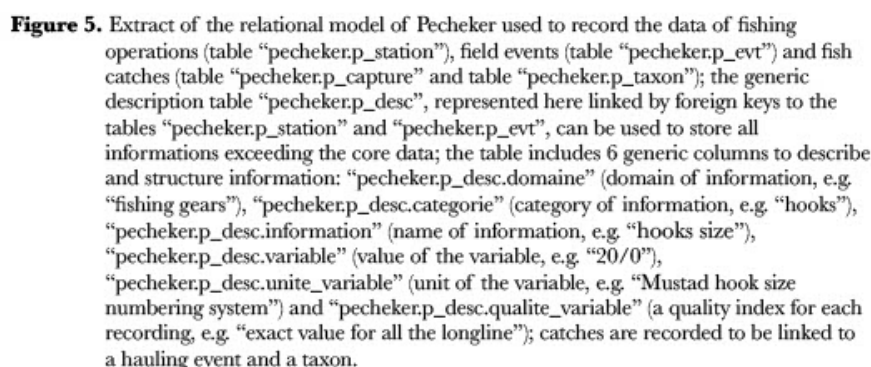 Figure 5. Extract of the relational model of Pecheker used to record the data of fishing
operations (table “pecheker.p_station”), field events (table “pecheker.p_evt”) and fish
catches (table “pecheker.p_capture” and table “pecheker.p_taxon”); the generic
description table “pecheker.p_desc”, represented here linked by foreign keys to the
tables “pecheker.p_station” and “pecheker.p_evt”, can be used to store all
informations exceeding the core data; the table includes 6 generic columns to describe
and structure information: “pecheker.p_desc.domaine” (domain of information, e.g.
“fishing gears”), “pecheker.p_desc.categorie” (category of information, e.g. “hooks”),
“pecheker.p_desc.information” (name of information, e.g. “hooks size”),
“pecheker.p_desc.variable” (value of the variable, e.g. “20/0”),
“pecheker.p_desc.unite_variable” (unit of the variable, e.g. “Mustad hook size
numbering system”) and “pecheker.p_desc.qualite_variable” (a quality index for each
recording, e.g. “exact value for all the longline”); catches are recorded to be linked to
a hauling event and a taxon.